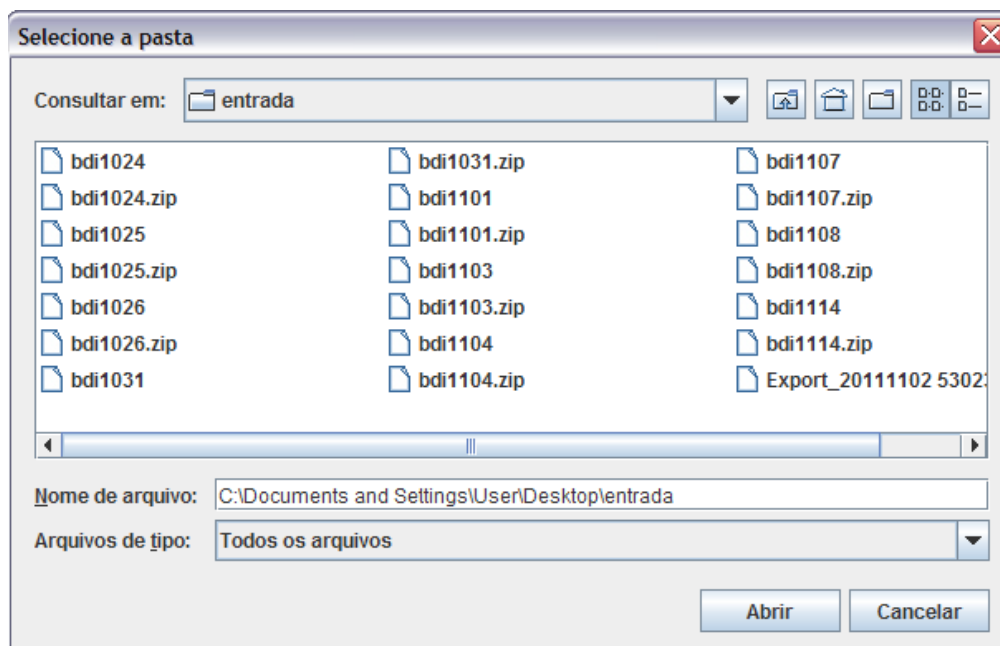 Selecione a pasta
Consultar em: entrada
bdi1024 bdi1031.zip bdi1107
bdi1024.zip bdi1101 bdi1107.zip
bdi1025 bdi1101.zip bdi1108
bdi1025.zip bdi1103 bdi1108.zip
bdi1026 bdi1103.zip bdi1114
bdi1026.zip bdi1104 bdi1114.zip
bdi1031 bdi1104.zip Export_20111102 5302
Nome de arquivo: C:\Documents and Settings\User\Desktop\entrada
Arquivos de tipo: Todos os arquivos
Abrir Cancelar